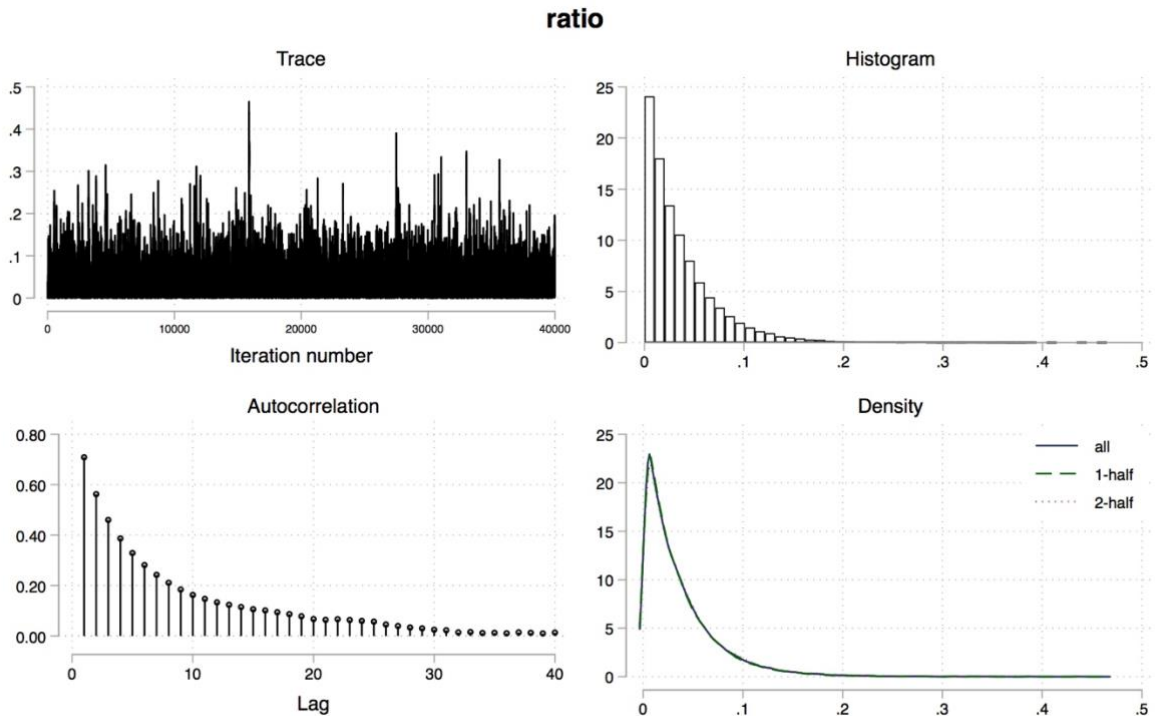 ratio
Trace
.5
.4
.3
.2
.1
0
0 10000 20000 30000 40000
Iteration number
Histogram
25
20
15
10
5
0
0 .1 .2 .3 .4 .5
Autocorrelation
0.80
0.60
0.40
0.20
0.00
0 10 20 30 40
Lag
Density
25
20
15
10
5
0
0 .1 .2 .3 .4 .5
all
1-half
2-half